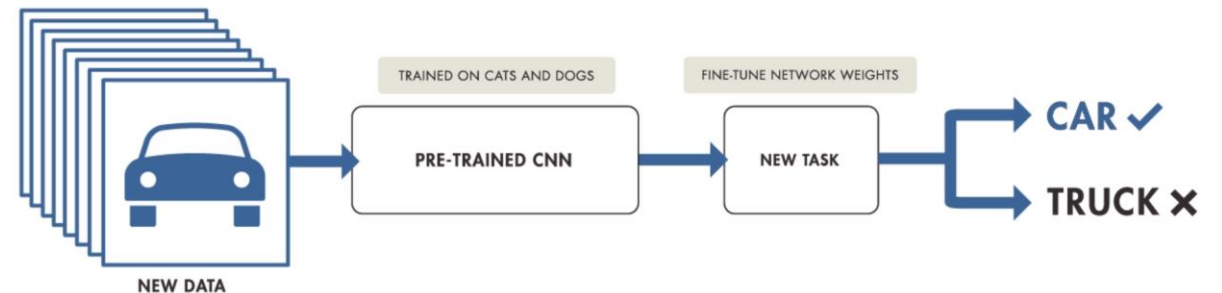 TRAINED ON CATS AND DOGS
FINE-TUNE NETWORK WEIGHTS
PRE-TRAINED CNN
NEW TASK
CAR
TRUCK
NEW DATA